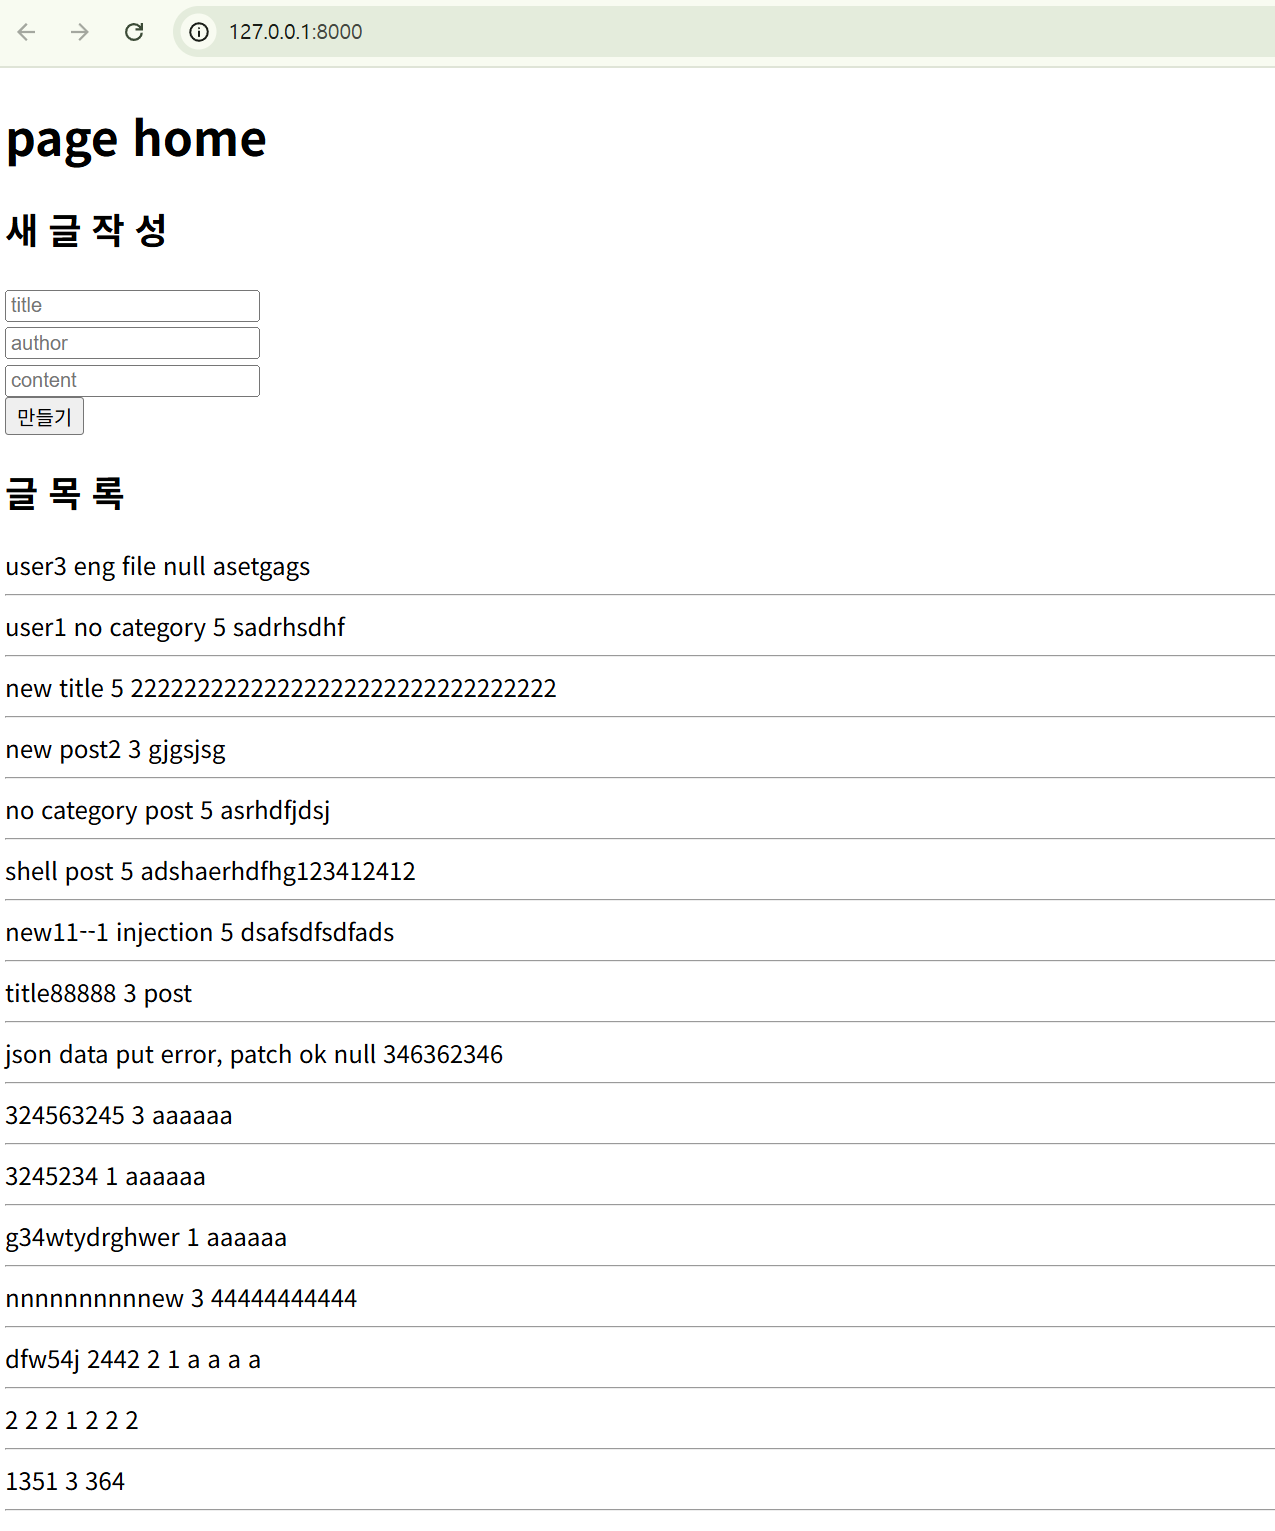 127.0.0.1:8000
page home
새 글 작 성
title
author
content
만들기
글 목 록
user3 eng file null asetgags
user1 no category 5 sadrhsdhf
new title 5 22222222222222222222222222222222
new post2 3 gjgsjsg
no category post 5 asrhdfjdsj
shell post 5 adshaerhdfhg123412412
new11--1 injection 5 dsafsdfsdfads
title88888 3 post
json data put error, patch ok null 346362346
324563245 3 aaaaaa
3245234 1 aaaaaa
g34wtydrghwer 1 aaaaaa
nnnnnnnnnnew 3 44444444444
dfw54j 2442 2 1 a a a a
2 2 2 1 2 2 2
1351 3 364